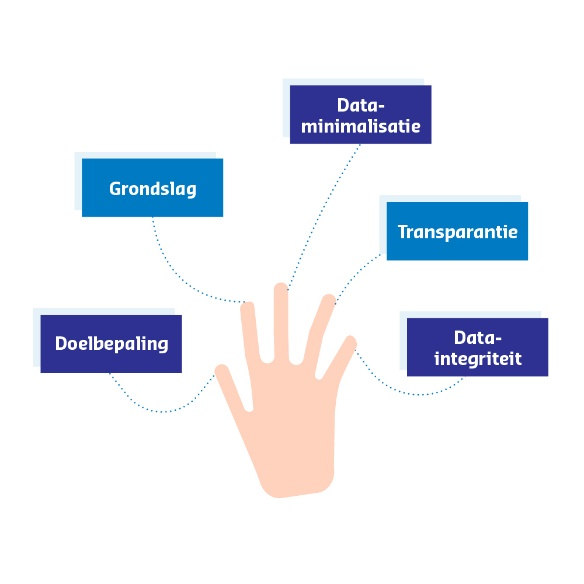 Data-
minimalisatie
Grondslag
Transparantie
Doelbepaling
Data-
integriteit